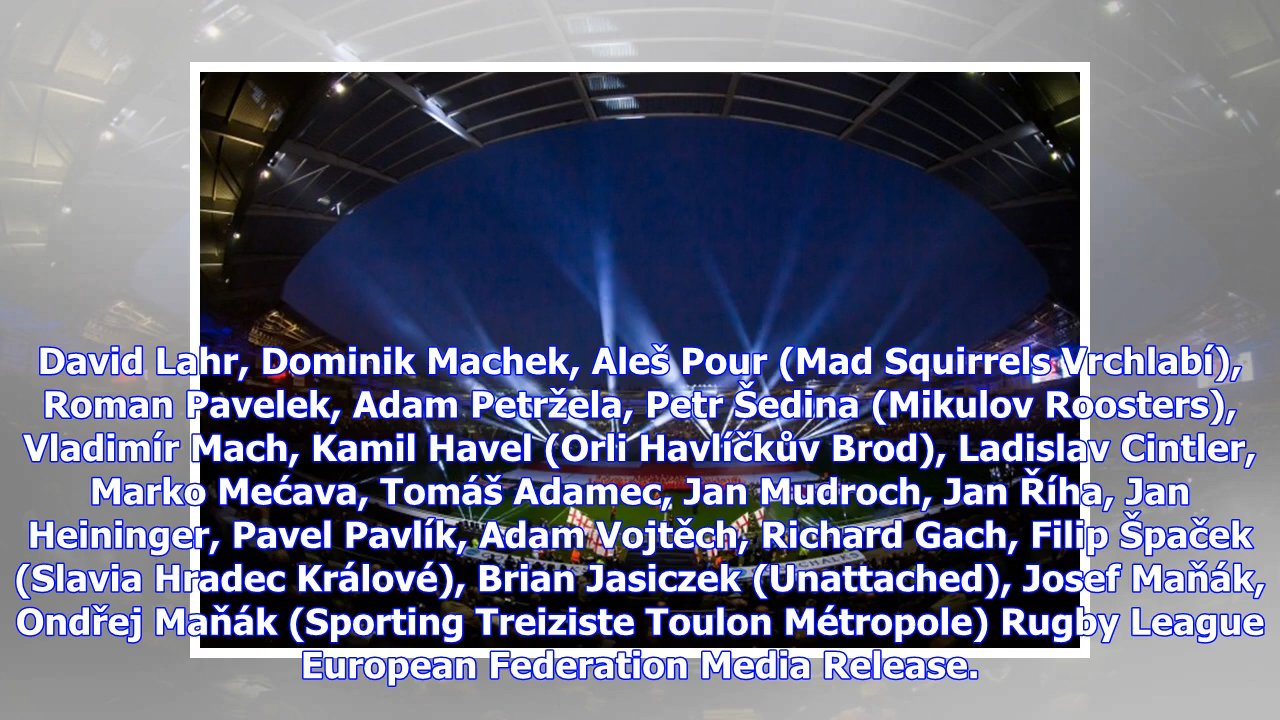 David Lahr, Dominik Machek, Aleš Pour (Mad Squirrels Vrchlabí),
Roman Pavelek, Adam Petržela, Petr Šedina (Mikulov Roosters),
Vladimír Mach, Kamil Havel (Orli Havlíčkův Brod), Ladislav Cintler,
Marko Mećava, Tomáš Adamec, Jan Mudroch, Jan Říha, Jan
Heininger, Pavel Pavlík, Adam Vojtěch, Richard Gach, Filip Špaček
(Slavia Hradec Králové), Brian Jasiczek (Unattached), Josef Maňák,
Ondřej Maňák (Sporting Treiziste Toulon Métropole) Rugby League
European Federation Media Release.